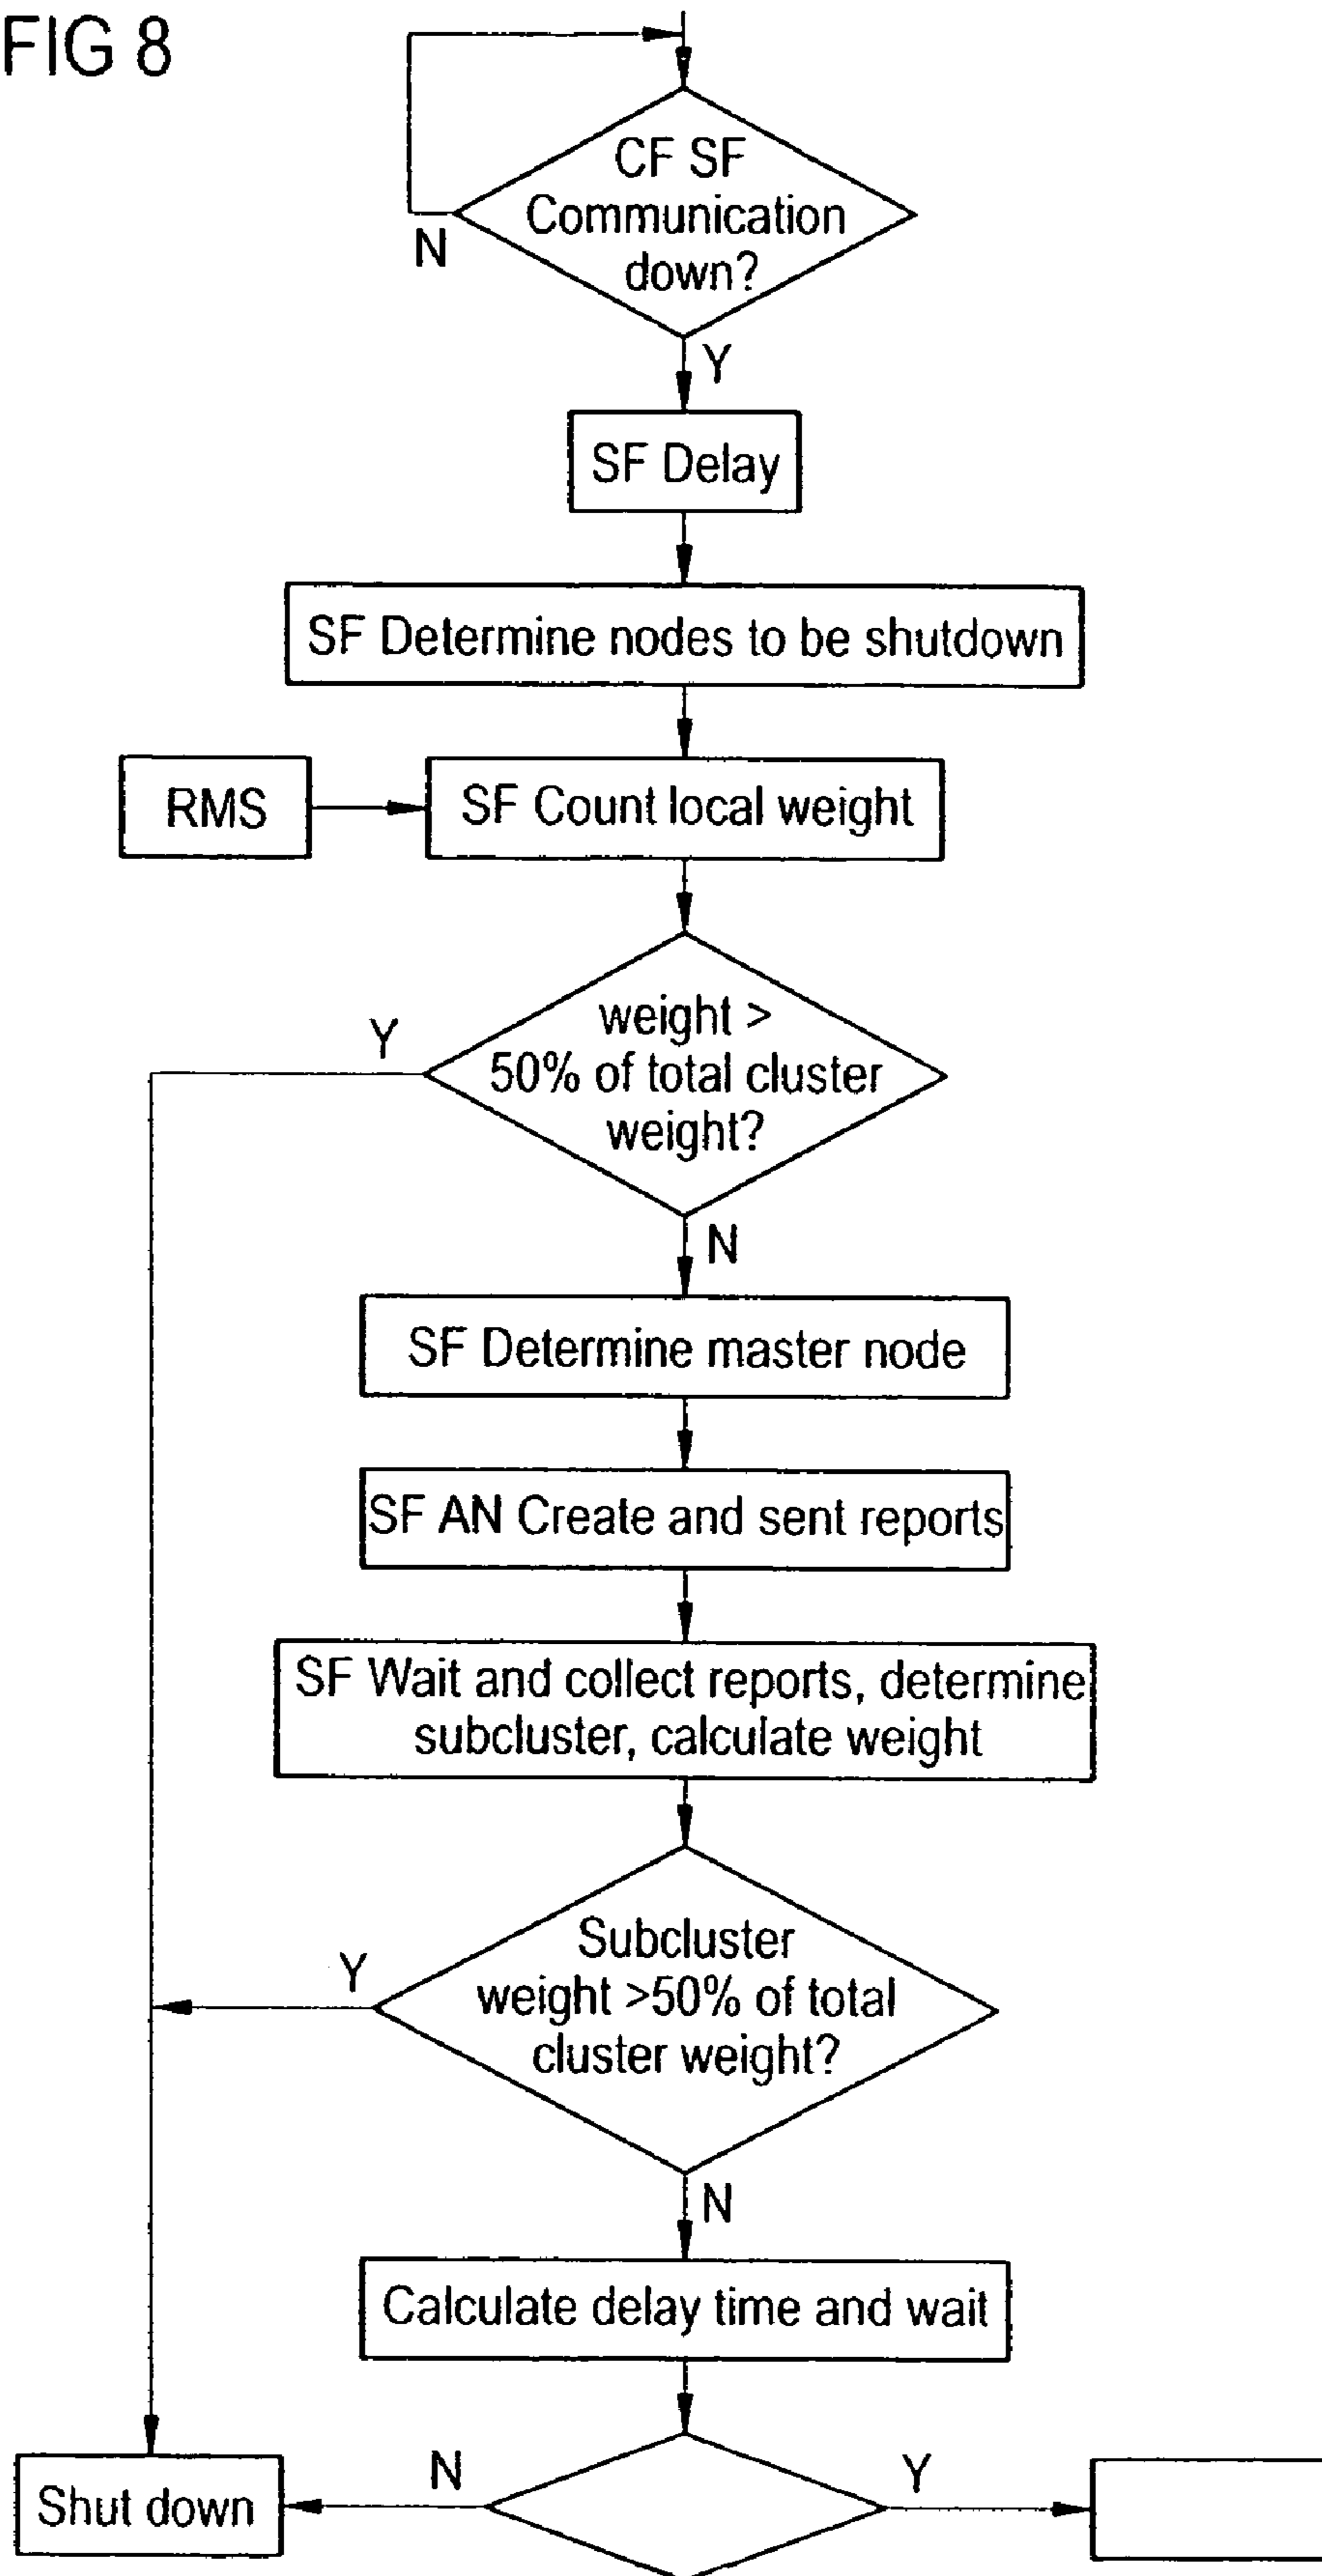 FIG 8
CF SF
Communication
down?
N
Y
SF Delay
SF Determine nodes to be shutdown
RMS
SF Count local weight
Y
weight >
50% of total cluster
weight?
N
SF Determine master node
SF AN Create and sent reports
SF Wait and collect reports, determine
subcluster, calculate weight
Y
Subcluster
weight >50% of total
cluster weight?
N
Calculate delay time and wait
Shut down
N
Y